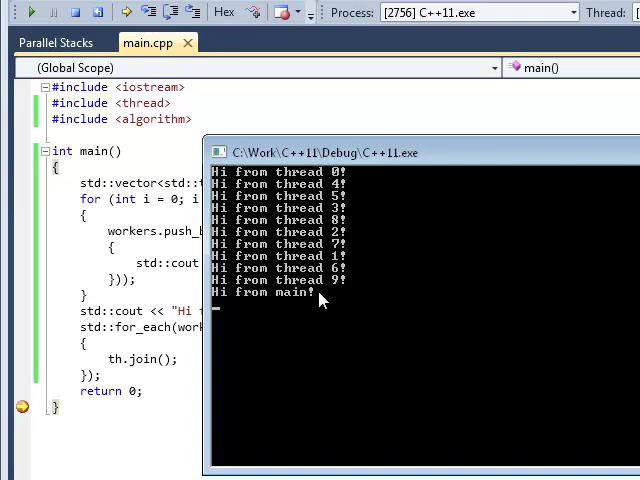 Hex Process: [2756] C++11.exe Thread:
Parallel Stacks main.cpp
(Global Scope) main()
#include <iostream>
#include <thread>
#include <algorithm>
int main()
{
std::vector<std::t
for (int i = 0; i
{
workers.push_b
{
std::cout
}));
}
std::cout << "Hi
std::for_each(work
{
th.join();
});
return 0;
}
C:\Work\C++11\Debug\C++11.exe
Hi from thread 0!
Hi from thread 4!
Hi from thread 5!
Hi from thread 3!
Hi from thread 8!
Hi from thread 2!
Hi from thread 7!
Hi from thread 1!
Hi from thread 6!
Hi from thread 9!
Hi from main!